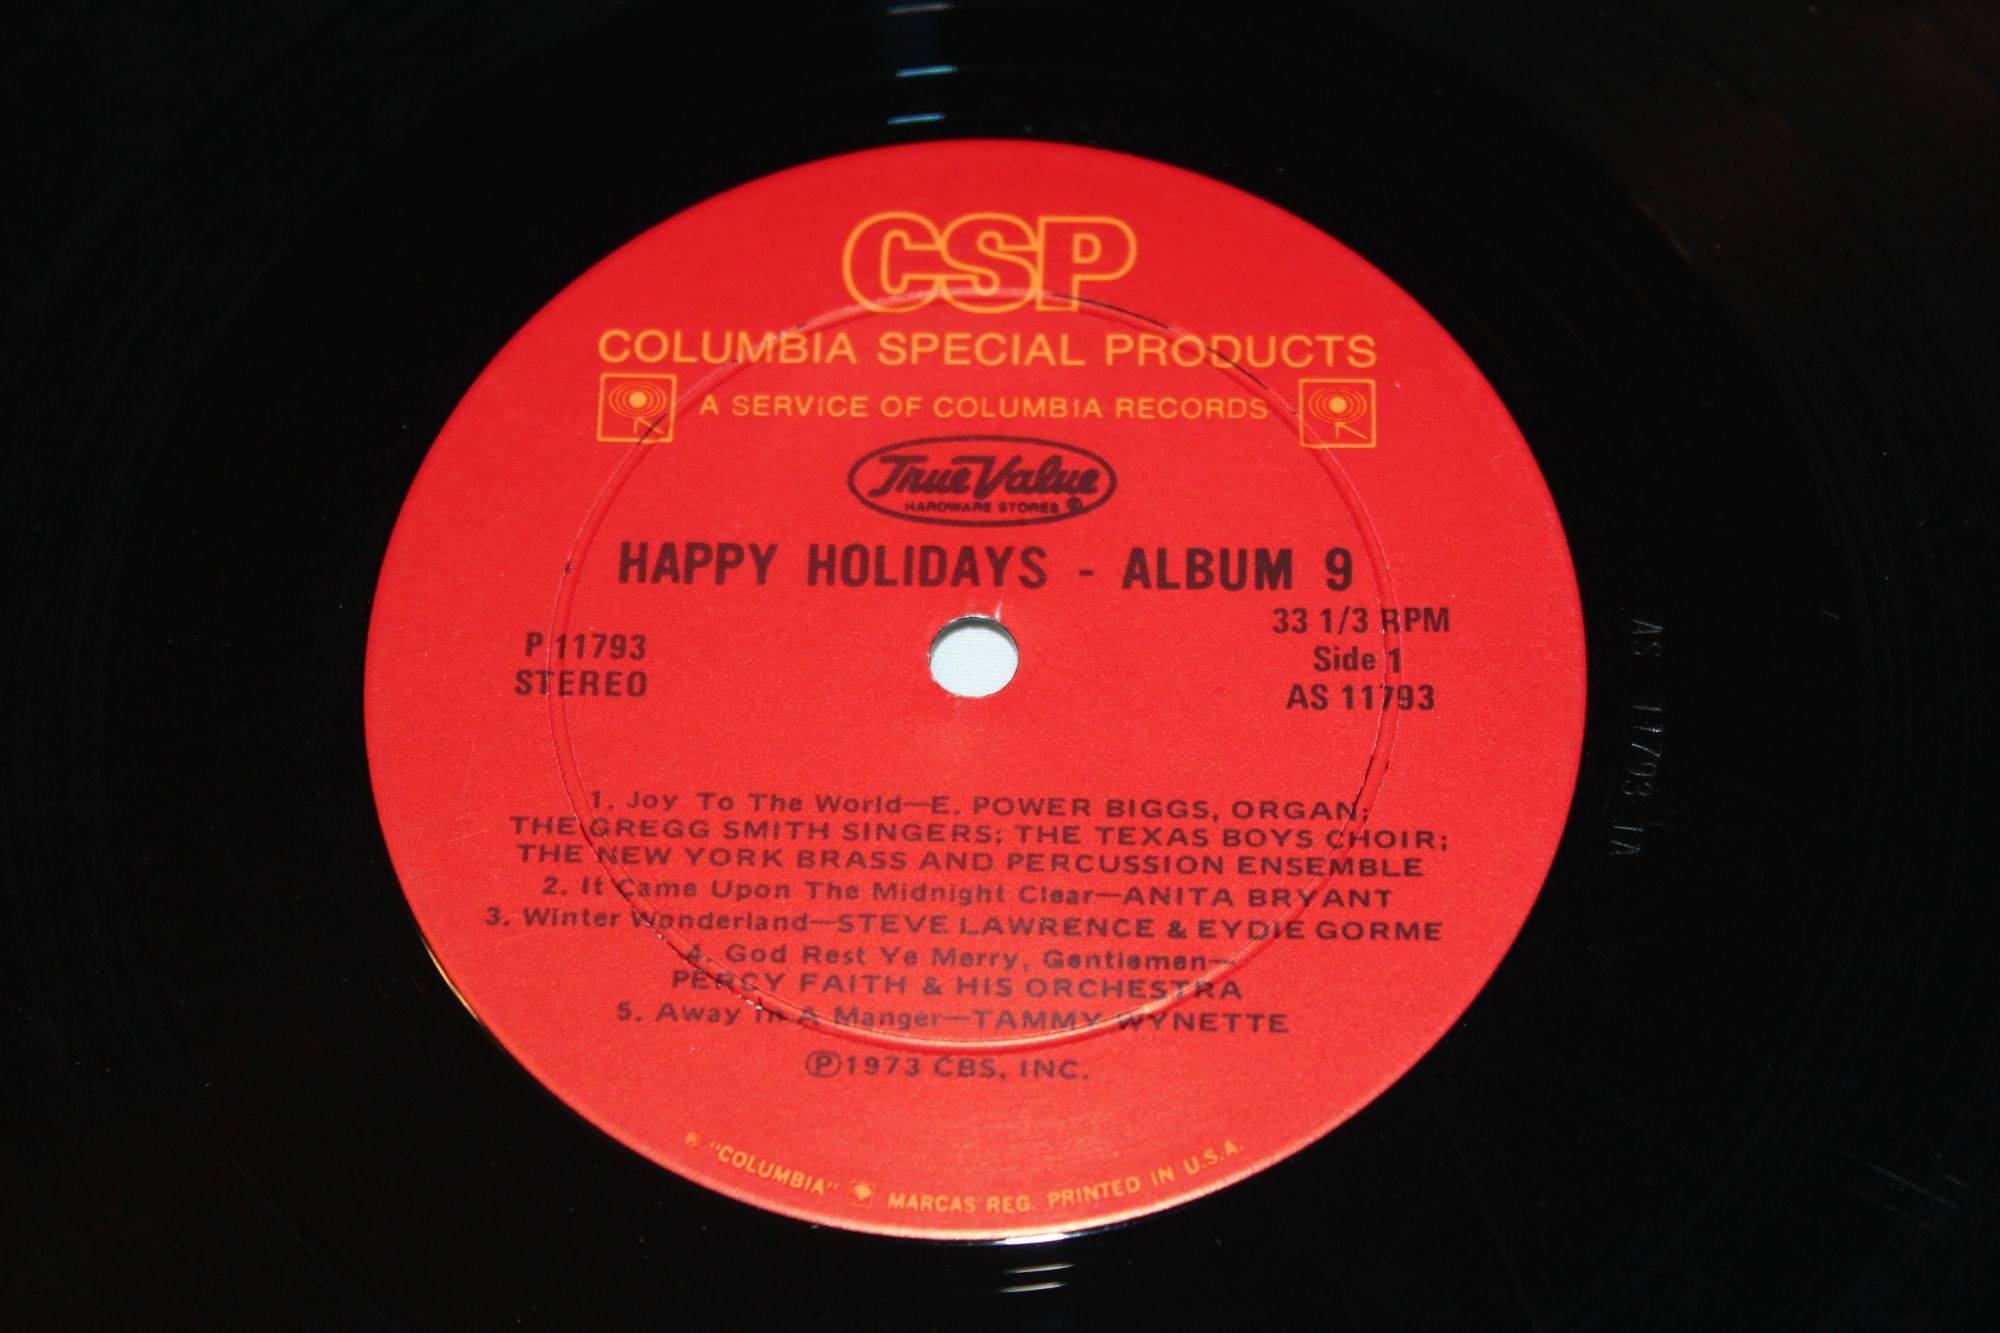 CSP
COLUMBIA SPECIAL PRODUCTS
A SERVICE OF COLUMBIA RECORDS
True Value
HARDWARE STORES ®
HAPPY HOLIDAYS - ALBUM 9
P 11793
STEREO
33 1/3 RPM
Side 1
AS 11793
1. Joy To The World—E. POWER BIGGS, ORGAN;
THE GREGG SMITH SINGERS; THE TEXAS BOYS CHOIR;
THE NEW YORK BRASS AND PERCUSSION ENSEMBLE
2. It Came Upon The Midnight Clear—ANITA BRYANT
3. Winter Wonderland—STEVE LAWRENCE & EYDIE GORME
4. God Rest Ye Merry, Gentlemen—
PERCY FAITH & HIS ORCHESTRA
5. Away In A Manger—TAMMY WYNETTE
Ⓟ1973 CBS, INC.
® "COLUMBIA" MARCAS REG. PRINTED IN U.S.A.
AS 11793 1A